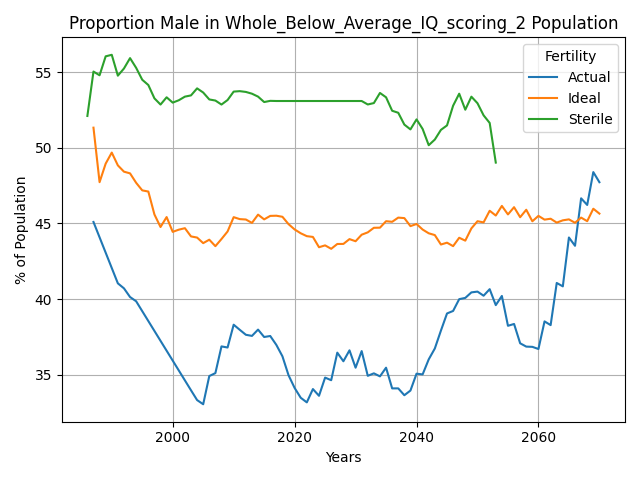 Proportion Male in Whole_Below_Average_IQ_scoring_2 Population
Fertility
Actual
Ideal
Sterile
% of Population
55
50
45
40
35
2000
2020
2040
2060
Years